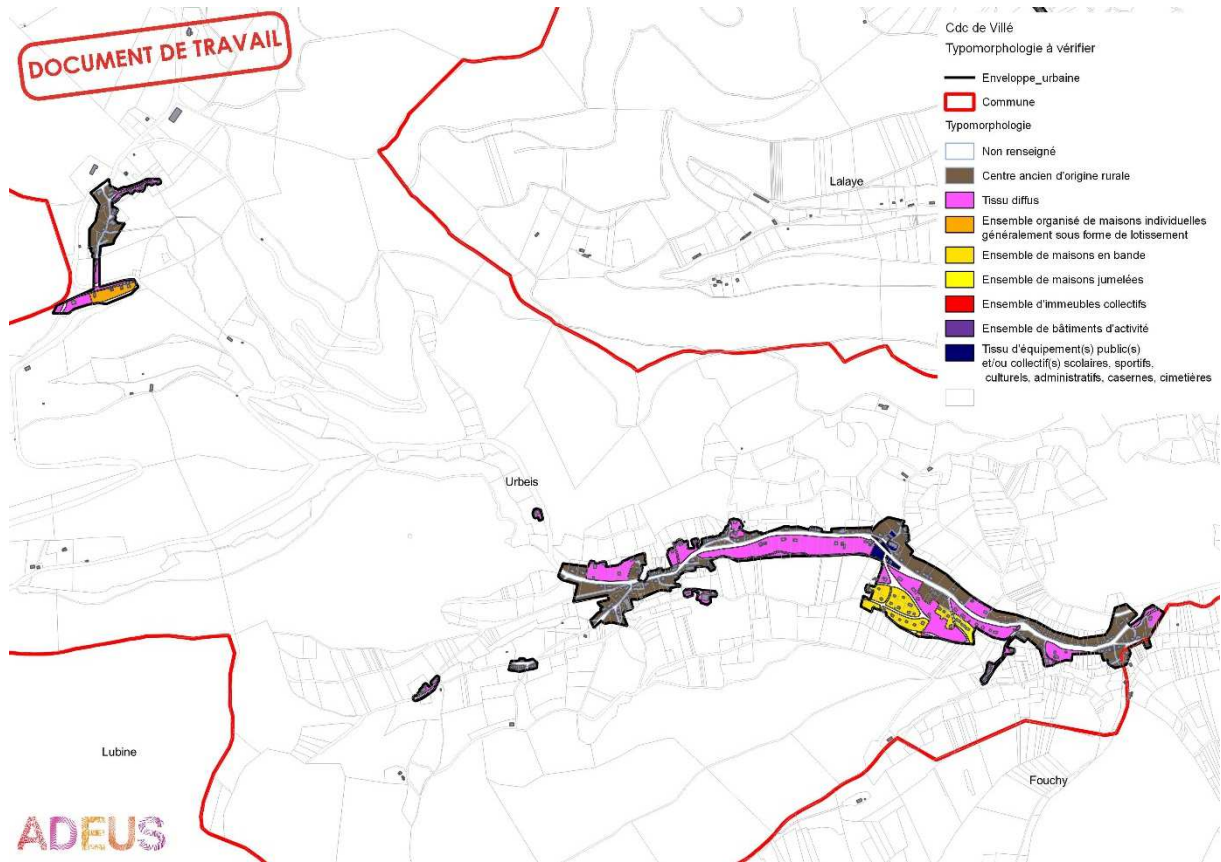 DOCUMENT DE TRAVAIL
Cdc de Villé
Typomorphologie à vérifier
Enveloppe_urbaine
Commune
Typomorphologie
Non renseigné
Centre ancien d'origine rurale
Tissu diffus
Ensemble organisé de maisons individuelles
généralement sous forme de lotissement
Ensemble de maisons en bande
Ensemble de maisons jumelées
Ensemble d'immeubles collectifs
Ensemble de bâtiments d'activité
Tissu d'équipement(s) public(s)
et/ou collectif(s) scolaires, sportifs,
culturels, administratifs, casernes, cimetières
Lalaye
Urbeis
Lubine
Fouchy
ADEUS